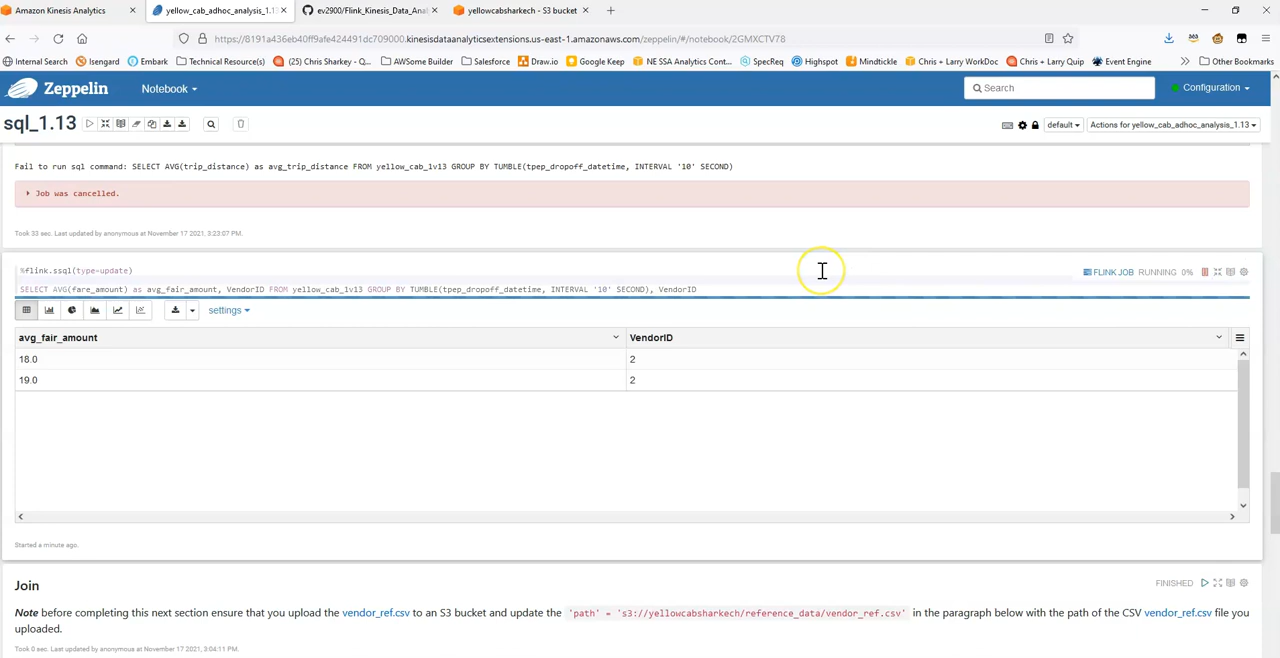 Amazon Kinesis Analytics
yellow_cab_adhoc_analysis_1.1
ev2900/Flink_Kinesis_Data_Ana
yellowcabsharkech - S3 bucket
https://8191a436eb40ff9afe424491dc709000.kinesisdataanalyticsextensions.us-east-1.amazonaws.com/zeppelin/#/notebook/2GMXCTV78
Internal Search
Isengard
Embark
Technical Resource(s)
(25) Chris Sharkey - Q...
AWSome Builder
Salesforce
Draw.io
Google Keep
NE SSA Analytics Cont...
SpecReq
Highspot
Mindtickle
Chris + Larry WorkDoc
Chris + Larry Quip
Event Engine
Other Bookmarks
Zeppelin
Notebook
Search
Configuration
sql_1.13
default
Actions for yellow_cab_adhoc_analysis_1.13
Fail to run sql command: SELECT AVG(trip_distance) as avg_trip_distance FROM yellow_cab_1v13 GROUP BY TUMBLE(tpep_dropoff_datetime, INTERVAL '10' SECOND)
Job was cancelled.
Took 33 sec. Last updated by anonymous at November 17 2021, 3:23:07 PM.
%flink.ssql(type=update)
FLINK JOB RUNNING 0%
SELECT AVG(fare_amount) as avg_fair_amount, VendorID FROM yellow_cab_1v13 GROUP BY TUMBLE(tpep_dropoff_datetime, INTERVAL '10' SECOND), VendorID
settings
avg_fair_amount VendorID
18.0 2
19.0 2
Started a minute ago.
Join
FINISHED
Note before completing this next section ensure that you upload the vendor_ref.csv to an S3 bucket and update the 'path' = 's3://yellowcabsharkech/reference_data/vendor_ref.csv' in the paragraph below with the path of the CSV vendor_ref.csv file you
uploaded.
Took 0 sec. Last updated by anonymous at November 17 2021, 3:04:11 PM.